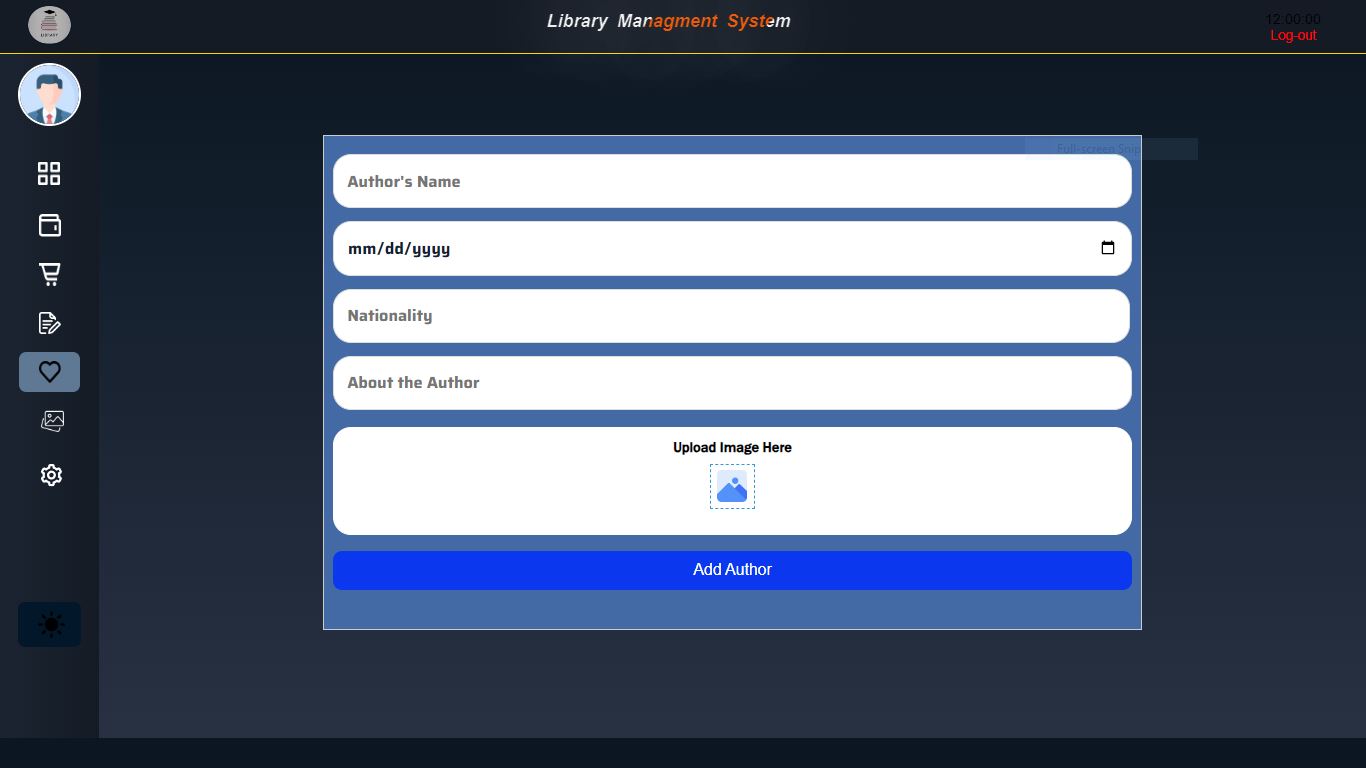 LIBRARY
Library Managment System
12:00:00
Log-out
Full-screen Snip
Author's Name
mm/dd/yyyy
Nationality
About the Author
Upload Image Here
Add Author